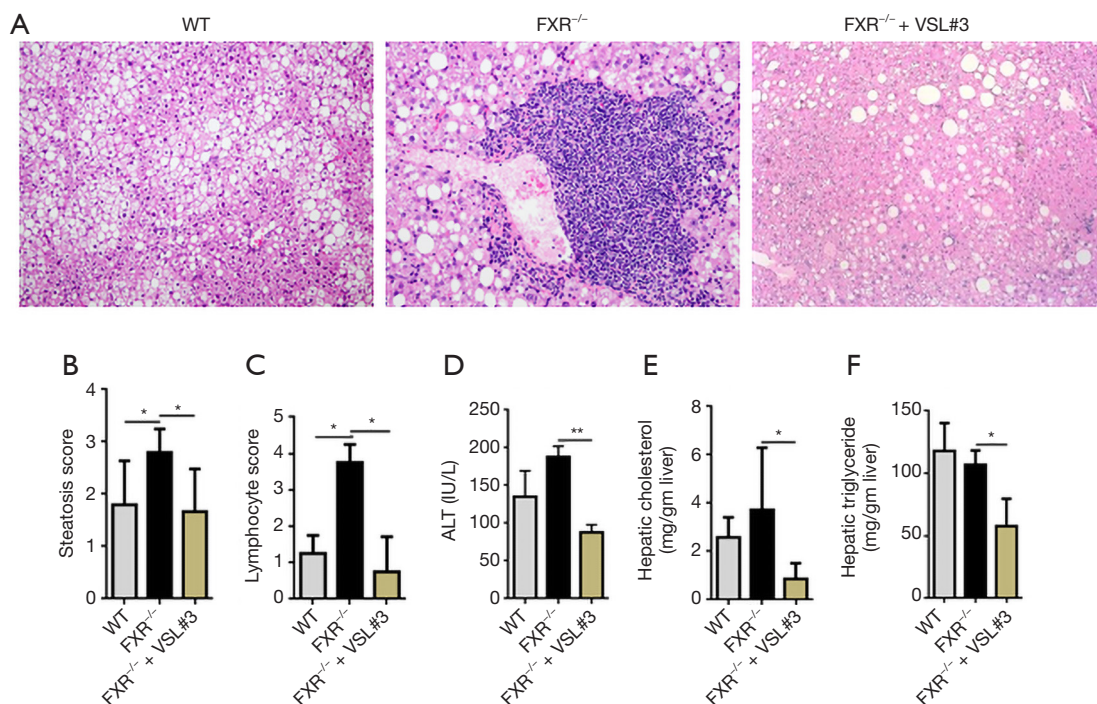 A
WT
FXR⁻/⁻
FXR⁻/⁻ + VSL#3
B
Steatosis score
4
3
2
1
0
*
*
WT
FXR⁻/⁻
FXR⁻/⁻ + VSL#3
C
Lymphocyte score
5
4
3
2
1
0
*
*
WT
FXR⁻/⁻
FXR⁻/⁻ + VSL#3
D
ALT (IU/L)
250
200
150
100
50
0
**
WT
FXR⁻/⁻
FXR⁻/⁻ + VSL#3
E
Hepatic cholesterol
(mg/gm liver)
8
6
4
2
0
*
WT
FXR⁻/⁻
FXR⁻/⁻ + VSL#3
F
Hepatic triglyceride
(mg/gm liver)
150
100
50
0
*
WT
FXR⁻/⁻
FXR⁻/⁻ + VSL#3